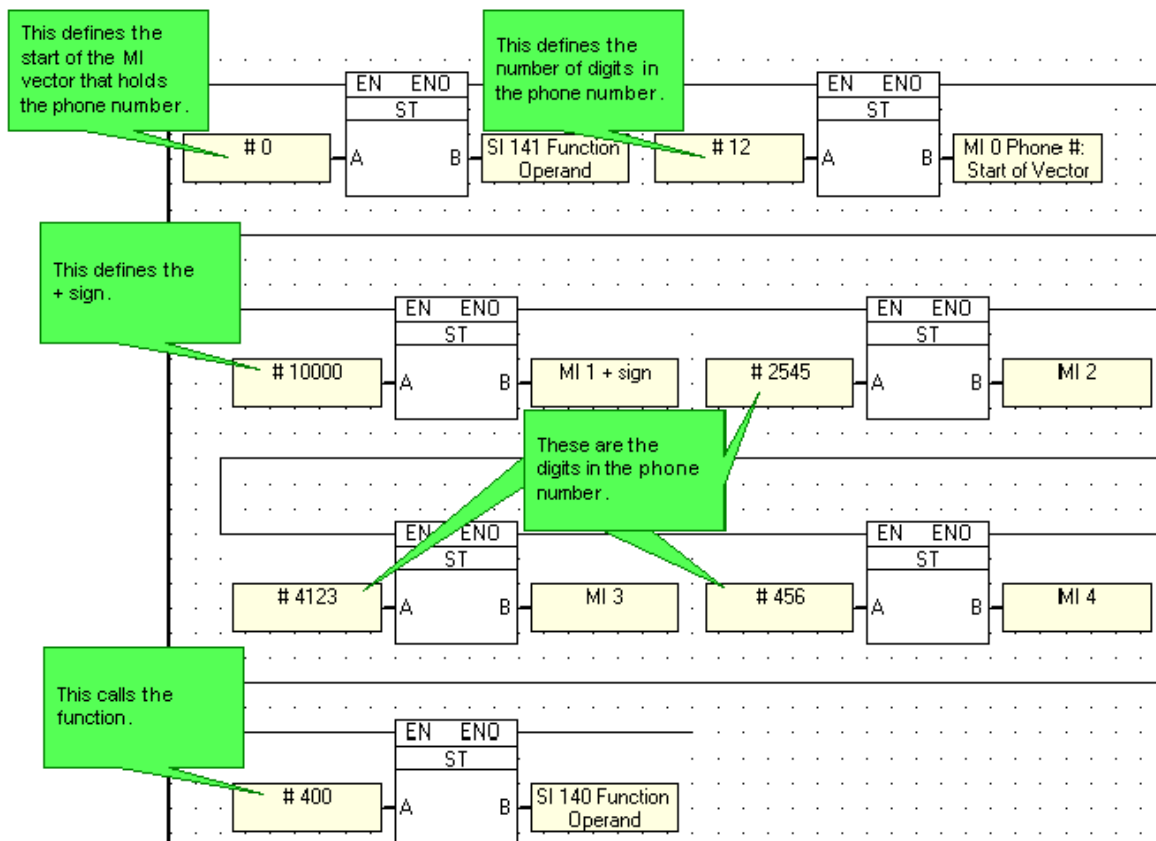 This defines the
start of the MI
vector that holds
the phone number.
This defines the
number of digits in
the phone number.
EN ENO
ST
# 0
A
B
SI 141 Function
Operand
EN ENO
ST
# 12
A
B
MI 0 Phone #:
Start of Vector
This defines the
+ sign.
EN ENO
ST
# 10000
A
B
MI 1 + sign
EN ENO
ST
# 2545
A
B
MI 2
These are the
digits in the phone
number.
EN ENO
ST
# 4123
A
B
MI 3
EN ENO
ST
# 456
A
B
MI 4
This calls the
function.
EN ENO
ST
# 400
A
B
SI 140 Function
Operand